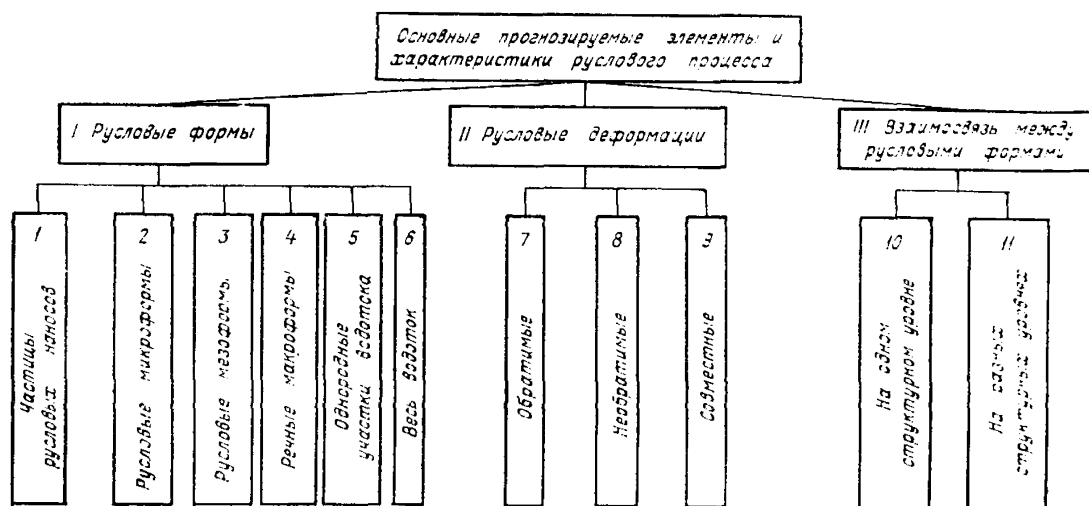 Основные прогнозируемые элементы и
характеристики руслового процесса
I Русловые формы
II Русловые деформации
III Взаимосвязь между
русловыми формами
1
Частицы
русловых наносов
2
Русловые микроформы
3
Русловые мезоформы
4
Речные макроформы
5
Однородные
участки водотока
6
Весь водоток
7
Обратимые
8
Необратимые
9
Совместные
10
На одном
структурном уровне
11
На разных
структурных уровнях